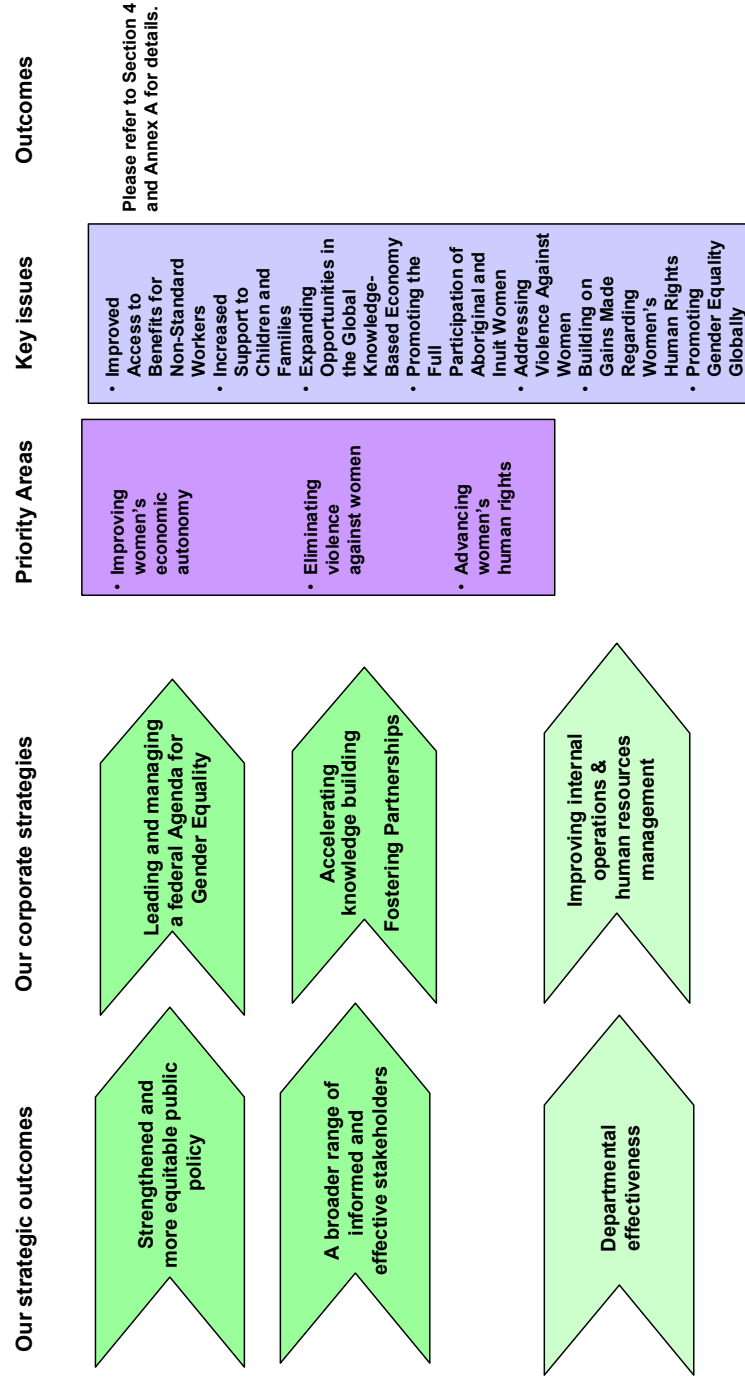 Our strategic outcomes
Strengthened and
more equitable public
policy
A broader range of
informed and
effective stakeholders
Departmental
effectiveness
Our corporate strategies
Leading and managing
a federal Agenda for
Gender Equality
Accelerating
knowledge building
Fostering Partnerships
Improving internal
operations &
human resources
management
Priority Areas
• Improving
women's
economic
autonomy
• Eliminating
violence
against women
• Advancing
women's
human rights
Key issues
• Improved
Access to
Benefits for
Non-Standard
Workers
• Increased
Support to
Children and
Families
• Expanding
Opportunities in
the Global
Knowledge-
Based Economy
• Promoting the
Full
Participation of
Aboriginal and
Inuit Women
• Addressing
Violence Against
Women
• Building on
Gains Made
Regarding
Women's
Human Rights
• Promoting
Gender Equality
Globally
Outcomes
Please refer to Section 4
and Annex A for details.